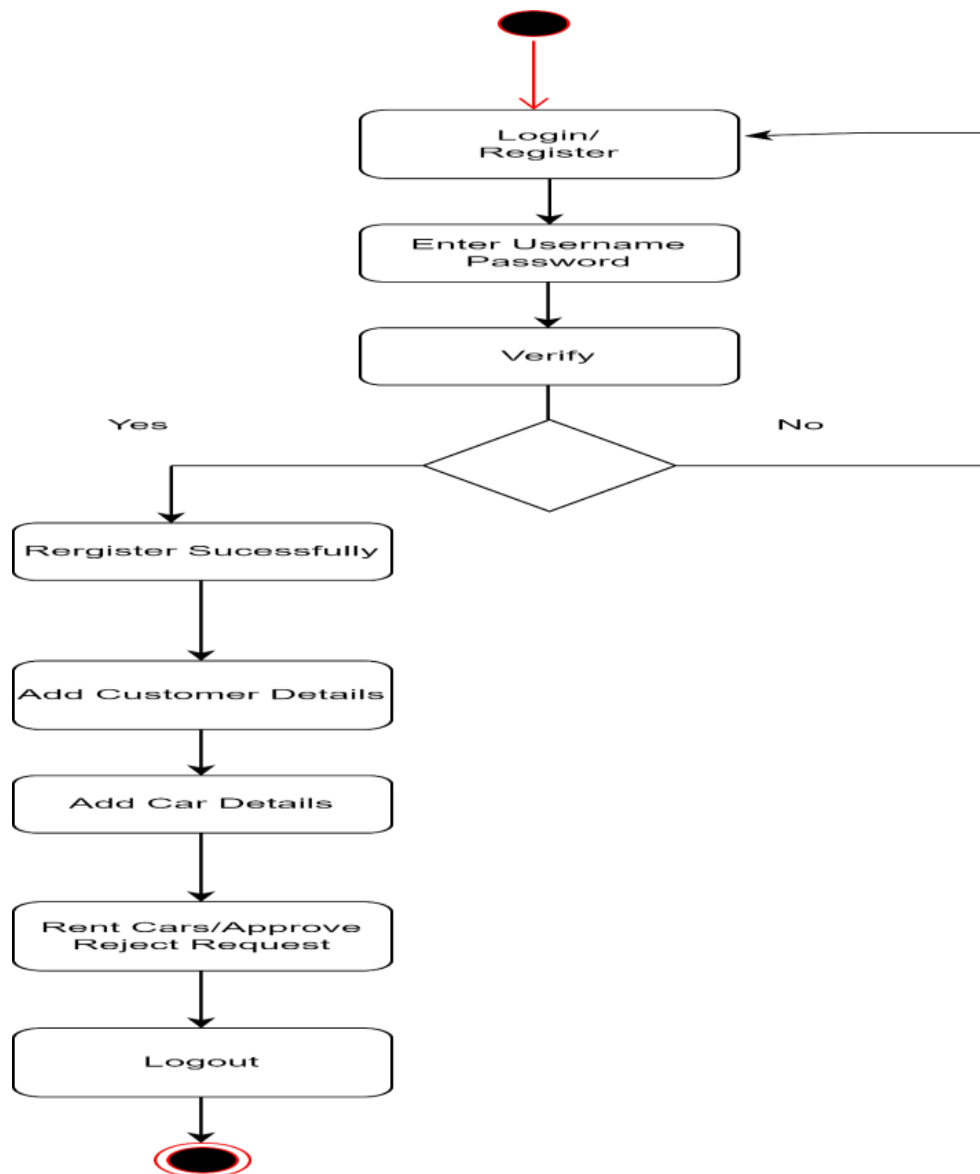 Login/
Register
Enter Username
Password
Verify
Yes
No
Rergister Sucessfully
Add Customer Details
Add Car Details
Rent Cars/Approve
Reject Request
Logout